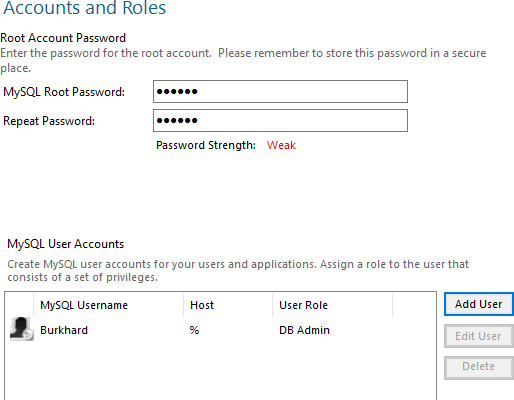 Accounts and Roles
Root Account Password
Enter the password for the root account. Please remember to store this password in a secure
place.
MySQL Root Password: ●●●●●●
Repeat Password: ●●●●●●
Password Strength: Weak
MySQL User Accounts
Create MySQL user accounts for your users and applications. Assign a role to the user that
consists of a set of privileges.
MySQL Username Host User Role Add User
Burkhard % DB Admin Edit User
Delete